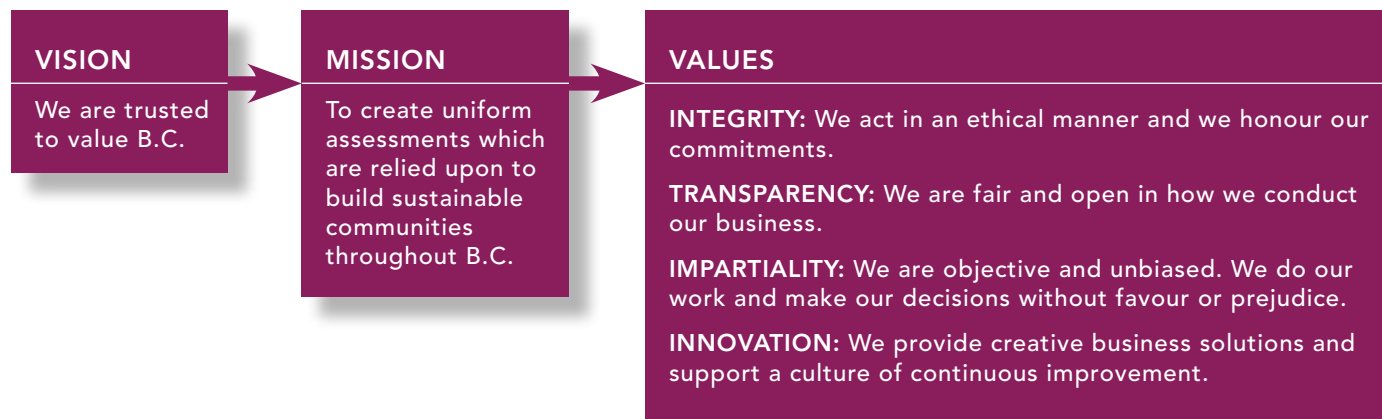 VISION
We are trusted
to value B.C.
MISSION
To create uniform
assessments which
are relied upon to
build sustainable
communities
throughout B.C.
VALUES
INTEGRITY: We act in an ethical manner and we honour our
commitments.
TRANSPARENCY: We are fair and open in how we conduct
our business.
IMPARTIALITY: We are objective and unbiased. We do our
work and make our decisions without favour or prejudice.
INNOVATION: We provide creative business solutions and
support a culture of continuous improvement.